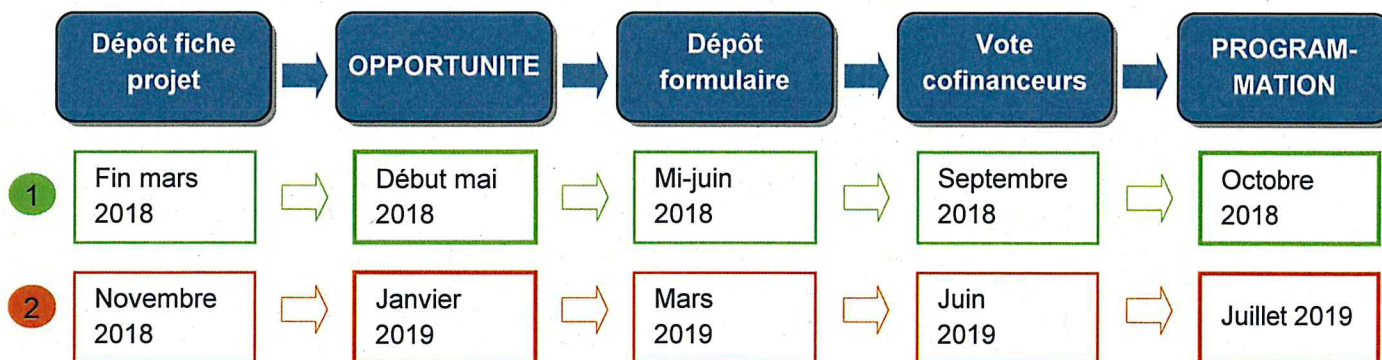 Dépôt fiche
projet
OPPORTUNITE
Dépôt
formulaire
Vote
cofinanceurs
PROGRAM-
MATION
1
Fin mars
2018
Début mai
2018
Mi-juin
2018
Septembre
2018
Octobre
2018
2
Novembre
2018
Janvier
2019
Mars
2019
Juin
2019
Juillet 2019